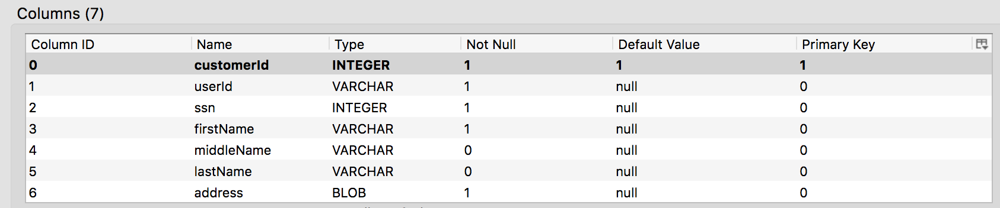 Columns (7)
Column ID Name Type Not Null Default Value Primary Key
0 customerId INTEGER 1 1 1
1 userId VARCHAR 1 null 0
2 ssn INTEGER 1 null 0
3 firstName VARCHAR 1 null 0
4 middleName VARCHAR 0 null 0
5 lastName VARCHAR 0 null 0
6 address BLOB 1 null 0